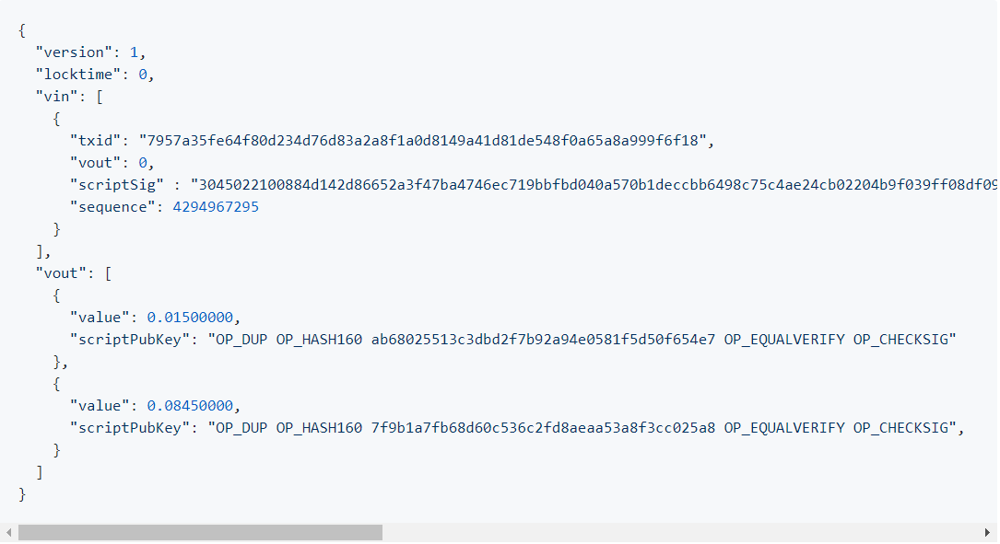 {
  "version": 1,
  "locktime": 0,
  "vin": [
    {
      "txid": "7957a35fe64f80d234d76d83a2a8f1a0d8149a41d81de548f0a65a8a999f6f18",
      "vout": 0,
      "scriptSig" : "3045022100884d142d86652a3f47ba4746ec719bbfbd040a570b1deccbb6498c75c4ae24cb02204b9f039ff08df09
      "sequence": 4294967295
    }
  ],
  "vout": [
    {
      "value": 0.01500000,
      "scriptPubKey": "OP_DUP OP_HASH160 ab68025513c3dbd2f7b92a94e0581f5d50f654e7 OP_EQUALVERIFY OP_CHECKSIG"
    },
    {
      "value": 0.08450000,
      "scriptPubKey": "OP_DUP OP_HASH160 7f9b1a7fb68d60c536c2fd8aeaa53a8f3cc025a8 OP_EQUALVERIFY OP_CHECKSIG",
    }
  ]
}